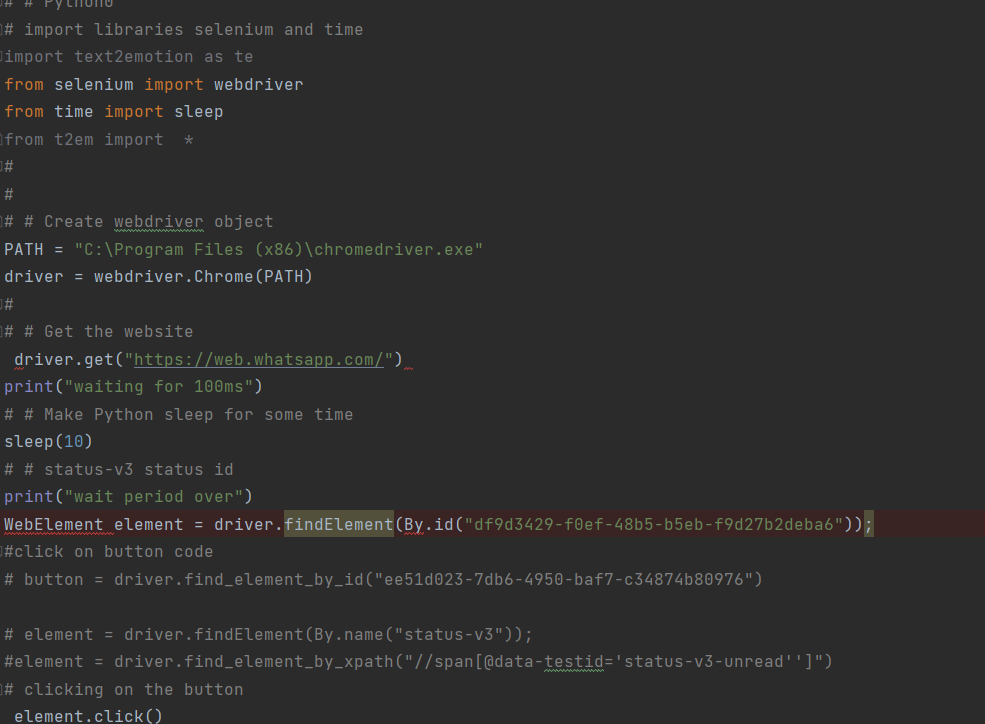 # # Python0
# import libraries selenium and time
import text2emotion as te
from selenium import webdriver
from time import sleep
from t2em import  *
#
#
# # Create webdriver object
PATH = "C:\Program Files (x86)\chromedriver.exe"
driver = webdriver.Chrome(PATH)
#
# # Get the website
 driver.get("https://web.whatsapp.com/")
print("waiting for 100ms")
# # Make Python sleep for some time
sleep(10)
# # status-v3 status id
print("wait period over")
WebElement element = driver.findElement(By.id("df9d3429-f0ef-48b5-b5eb-f9d27b2deba6"));
#click on button code
# button = driver.find_element_by_id("ee51d023-7db6-4950-baf7-c34874b80976")
# element = driver.findElement(By.name("status-v3"));
#element = driver.find_element_by_xpath("//span[@data-testid='status-v3-unread'']")
# clicking on the button
 element.click()